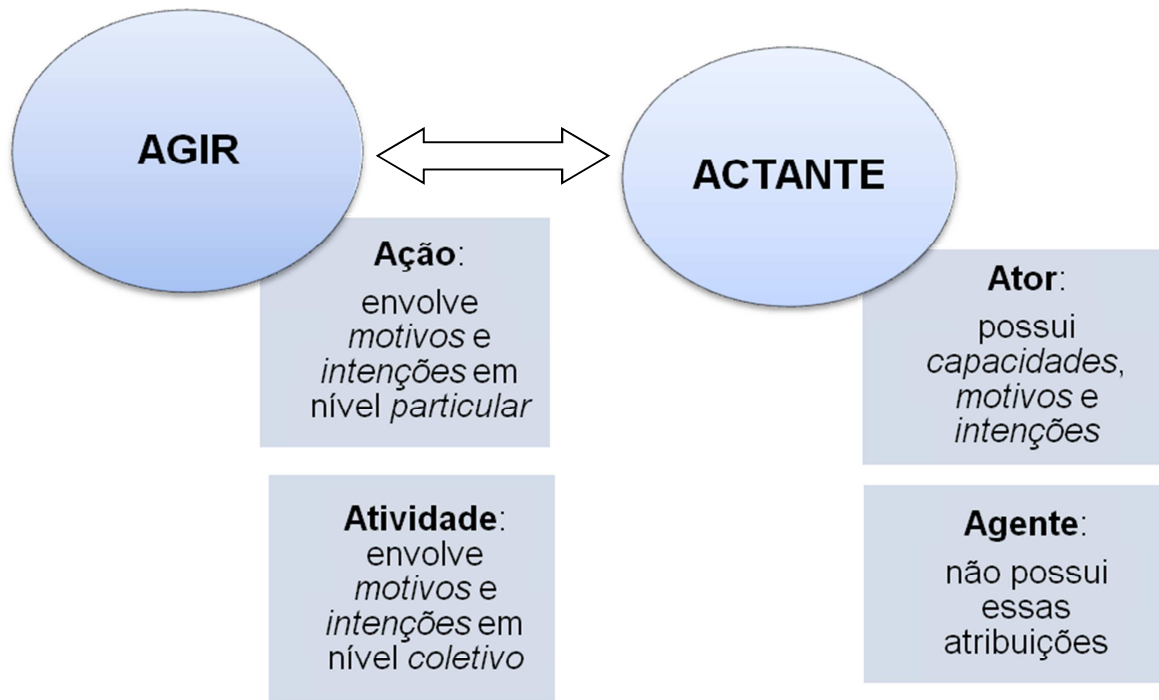 AGIR
Ação:
envolve
motivos e
intenções em
nível particular
Atividade:
envolve
motivos e
intenções em
nível coletivo
ACTANTE
Ator:
possui
capacidades,
motivos e
intenções
Agente:
não possui
essas
atribuições